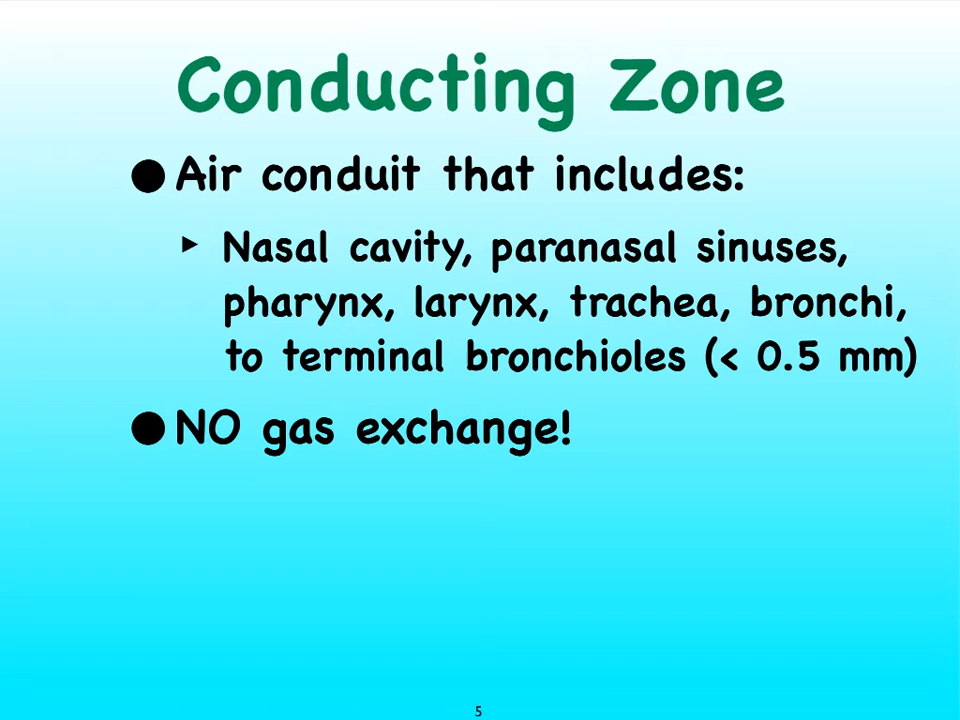 Conducting Zone
● Air conduit that includes:
▸ Nasal cavity, paranasal sinuses,
pharynx, larynx, trachea, bronchi,
to terminal bronchioles (< 0.5 mm)
● NO gas exchange!
5